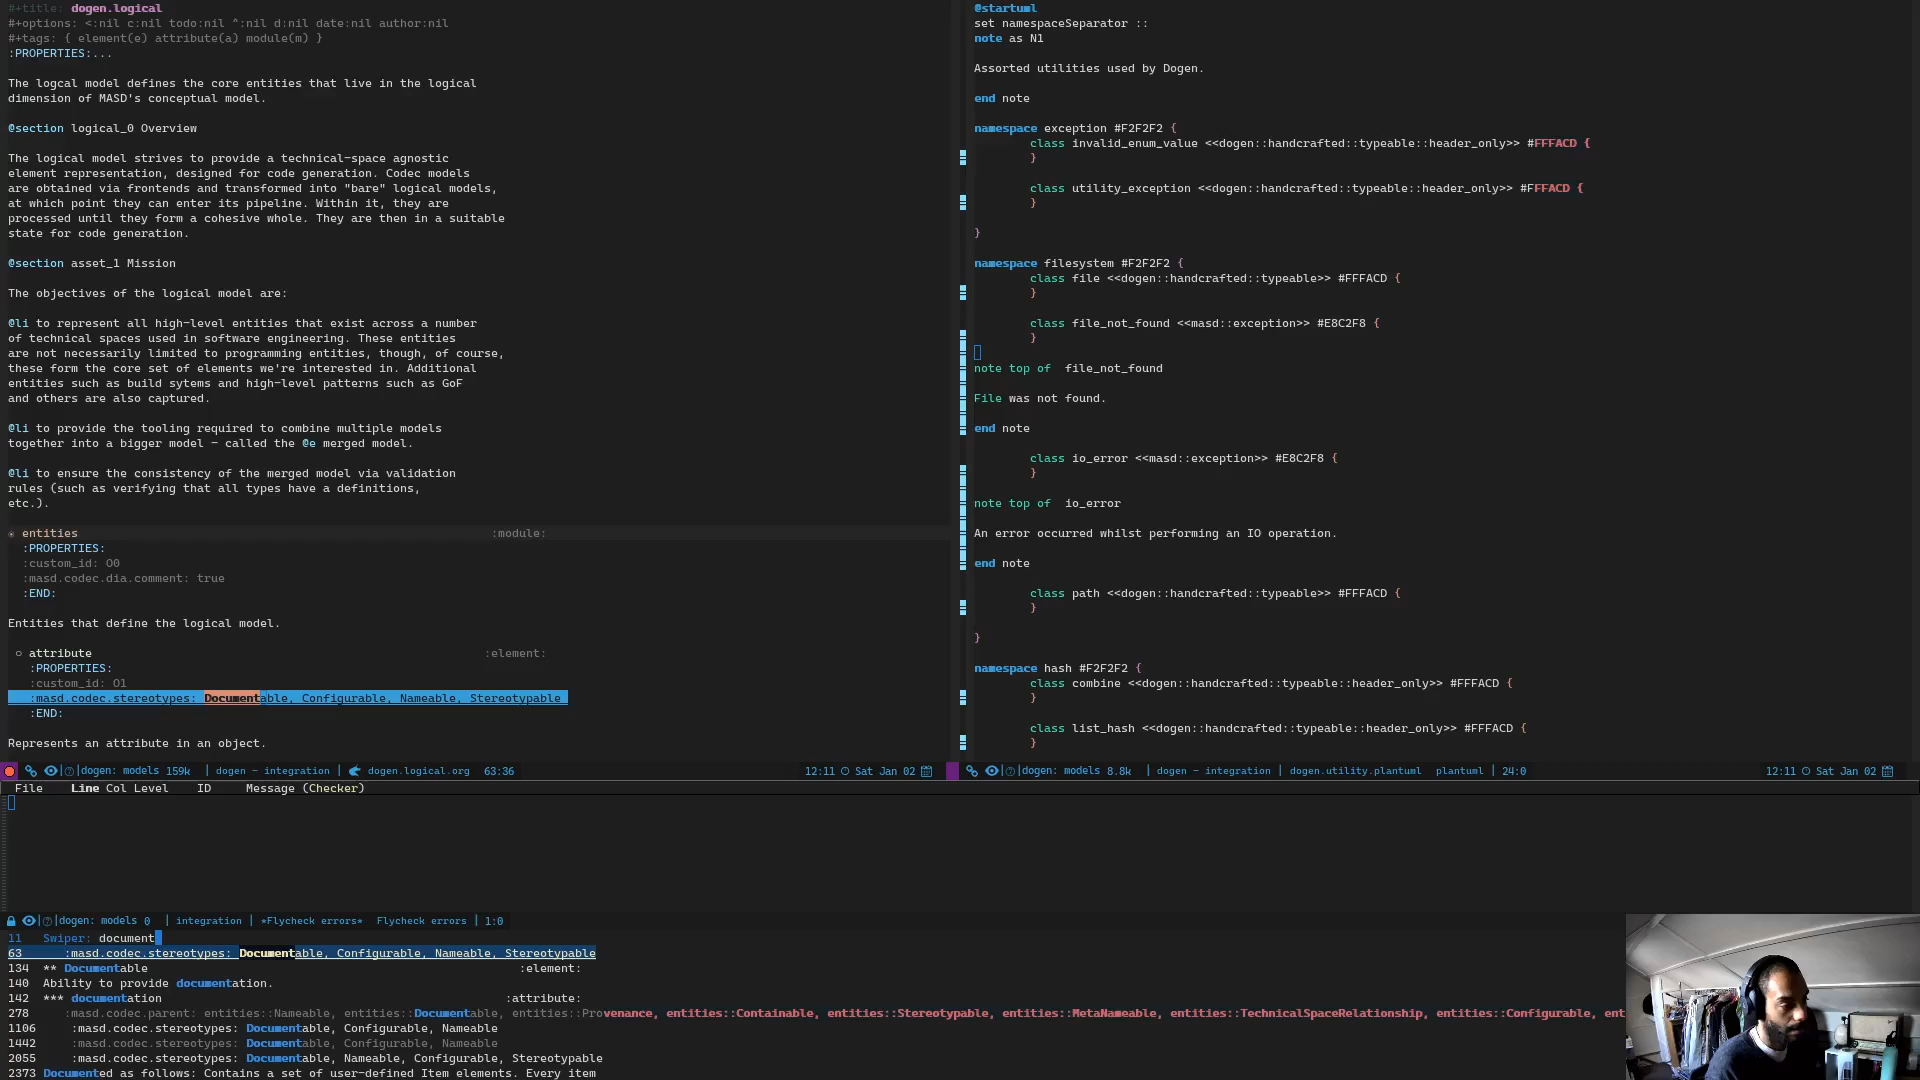 #+title: dogen.logical
#+options: <:nil c:nil todo:nil ^:nil d:nil date:nil author:nil
#+tags: { element(e) attribute(a) module(m) }
:PROPERTIES:...
The logcal model defines the core entities that live in the logical
dimension of MASD's conceptual model.
@section logical_0 Overview
The logical model strives to provide a technical-space agnostic
element representation, designed for code generation. Codec models
are obtained via frontends and transformed into "bare" logical models,
at which point they can enter its pipeline. Within it, they are
processed until they form a cohesive whole. They are then in a suitable
state for code generation.
@section asset_1 Mission
The objectives of the logical model are:
@li to represent all high-level entities that exist across a number
of technical spaces used in software engineering. These entities
are not necessarily limited to programming entities, though, of course,
these form the core set of elements we're interested in. Additional
entities such as build sytems and high-level patterns such as GoF
and others are also captured.
@li to provide the tooling required to combine multiple models
together into a bigger model - called the @e merged model.
@li to ensure the consistency of the merged model via validation
rules (such as verifying that all types have a definitions,
etc.).
entities :module:
:PROPERTIES:
:custom_id: O0
:masd.codec.dia.comment: true
:END:
Entities that define the logical model.
○ attribute :element:
:PROPERTIES:
:custom_id: O1
:masd.codec.stereotypes: Documentable, Configurable, Nameable, Stereotypable
:END:
Represents an attribute in an object.
dogen: models 159k | dogen - integration | dogen.logical.org 63:36 12:11 Sat Jan 02
@startuml
set namespaceSeparator ::
note as N1
Assorted utilities used by Dogen.
end note
namespace exception #F2F2F2 {
class invalid_enum_value <<dogen::handcrafted::typeable::header_only>> #FFFACD {
}
class utility_exception <<dogen::handcrafted::typeable::header_only>> #FFFACD {
}
}
namespace filesystem #F2F2F2 {
class file <<dogen::handcrafted::typeable>> #FFFACD {
}
class file_not_found <<masd::exception>> #E8C2F8 {
}
note top of  file_not_found
File was not found.
end note
class io_error <<masd::exception>> #E8C2F8 {
}
note top of  io_error
An error occurred whilst performing an IO operation.
end note
class path <<dogen::handcrafted::typeable>> #FFFACD {
}
}
namespace hash #F2F2F2 {
class combine <<dogen::handcrafted::typeable::header_only>> #FFFACD {
}
class list_hash <<dogen::handcrafted::typeable::header_only>> #FFFACD {
}
dogen: models 8.8k | dogen - integration | dogen.utility.plantuml plantuml | 24:0 12:11 Sat Jan 02
File Line Col Level ID Message (Checker)
dogen: models 0 | integration | *Flycheck errors* Flycheck errors | 1:0
11 Swiper: document
63 :masd.codec.stereotypes: Documentable, Configurable, Nameable, Stereotypable
134 ** Documentable :element:
140 Ability to provide documentation.
142 *** documentation :attribute:
278 :masd.codec.parent: entities::Nameable, entities::Documentable, entities::Provenance, entities::Containable, entities::Stereotypable, entities::MetaNameable, entities::TechnicalSpaceRelationship, entities::Configurable, ent
1106 :masd.codec.stereotypes: Documentable, Configurable, Nameable
1442 :masd.codec.stereotypes: Documentable, Configurable, Nameable
2055 :masd.codec.stereotypes: Documentable, Nameable, Configurable, Stereotypable
2373 Documented as follows: Contains a set of user-defined Item elements. Every item